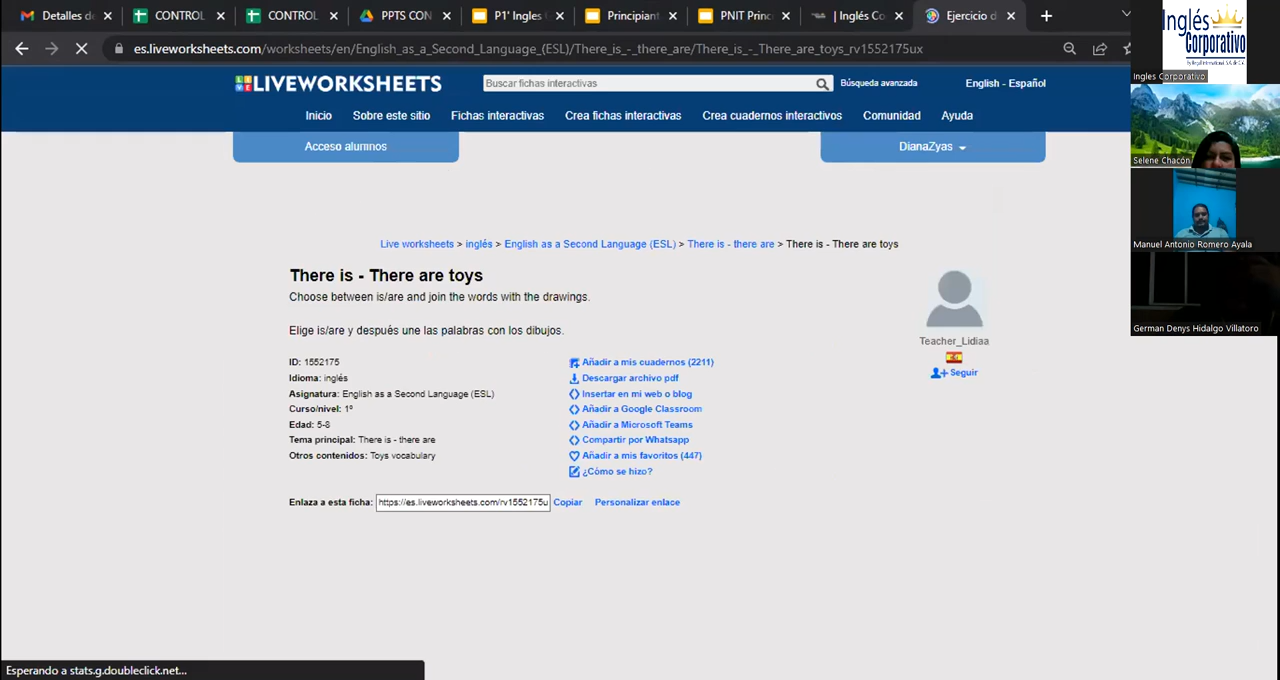 Detalles de
CONTROL
CONTROL
PPTS CON
P1' Ingles C
Principiant
PNIT Princ
| Inglés Co
Ejercicio d
es.liveworksheets.com/worksheets/en/English_as_a_Second_Language_(ESL)/There_is_-_there_are/There_is_-_There_are_toys_rv1552175ux
Inglés
Corporativo
Ingles Corporativo
LIVEWORKSHEETS
Buscar fichas interactivas
Búsqueda avanzada
English - Español
Inicio
Sobre este sitio
Fichas interactivas
Crea fichas interactivas
Crea cuadernos interactivos
Comunidad
Ayuda
Acceso alumnos
DianaZyas
Selene Chacón
Manuel Antonio Romero Ayala
German Denys Hidalgo Villatoro
Live worksheets > inglés > English as a Second Language (ESL) > There is - there are > There is - There are toys
There is - There are toys
Choose between is/are and join the words with the drawings.
Elige is/are y después une las palabras con los dibujos.
ID: 1552175
Idioma: inglés
Asignatura: English as a Second Language (ESL)
Curso/nivel: 1º
Edad: 5-8
Tema principal: There is - there are
Otros contenidos: Toys vocabulary
Añadir a mis cuadernos (2211)
Descargar archivo pdf
Insertar en mi web o blog
Añadir a Google Classroom
Añadir a Microsoft Teams
Compartir por Whatsapp
Añadir a mis favoritos (447)
¿Cómo se hizo?
Teacher_Lidiaa
Seguir
Enlaza a esta ficha: https://es.liveworksheets.com/rv1552175u Copiar Personalizar enlace
Esperando a stats.g.doubleclick.net...